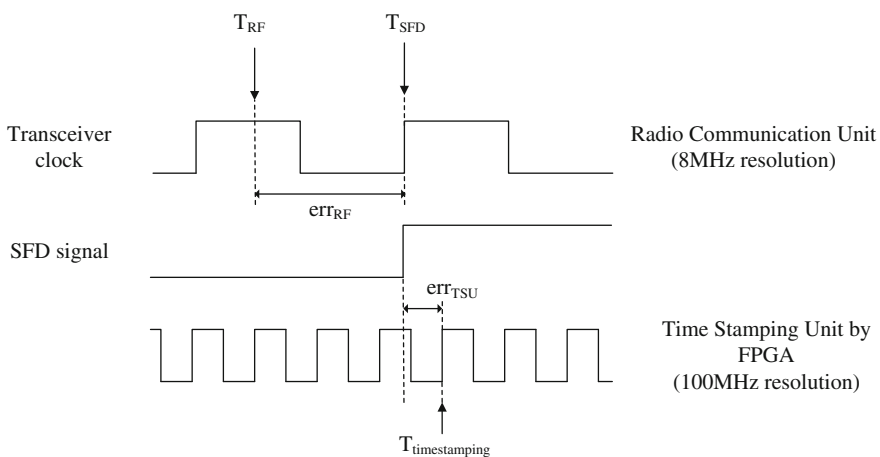 T_RF
T_SFD
Transceiver
clock
Radio Communication Unit
(8MHz resolution)
err_RF
SFD signal
err_TSU
Time Stamping Unit by
FPGA
(100MHz resolution)
T_timestamping